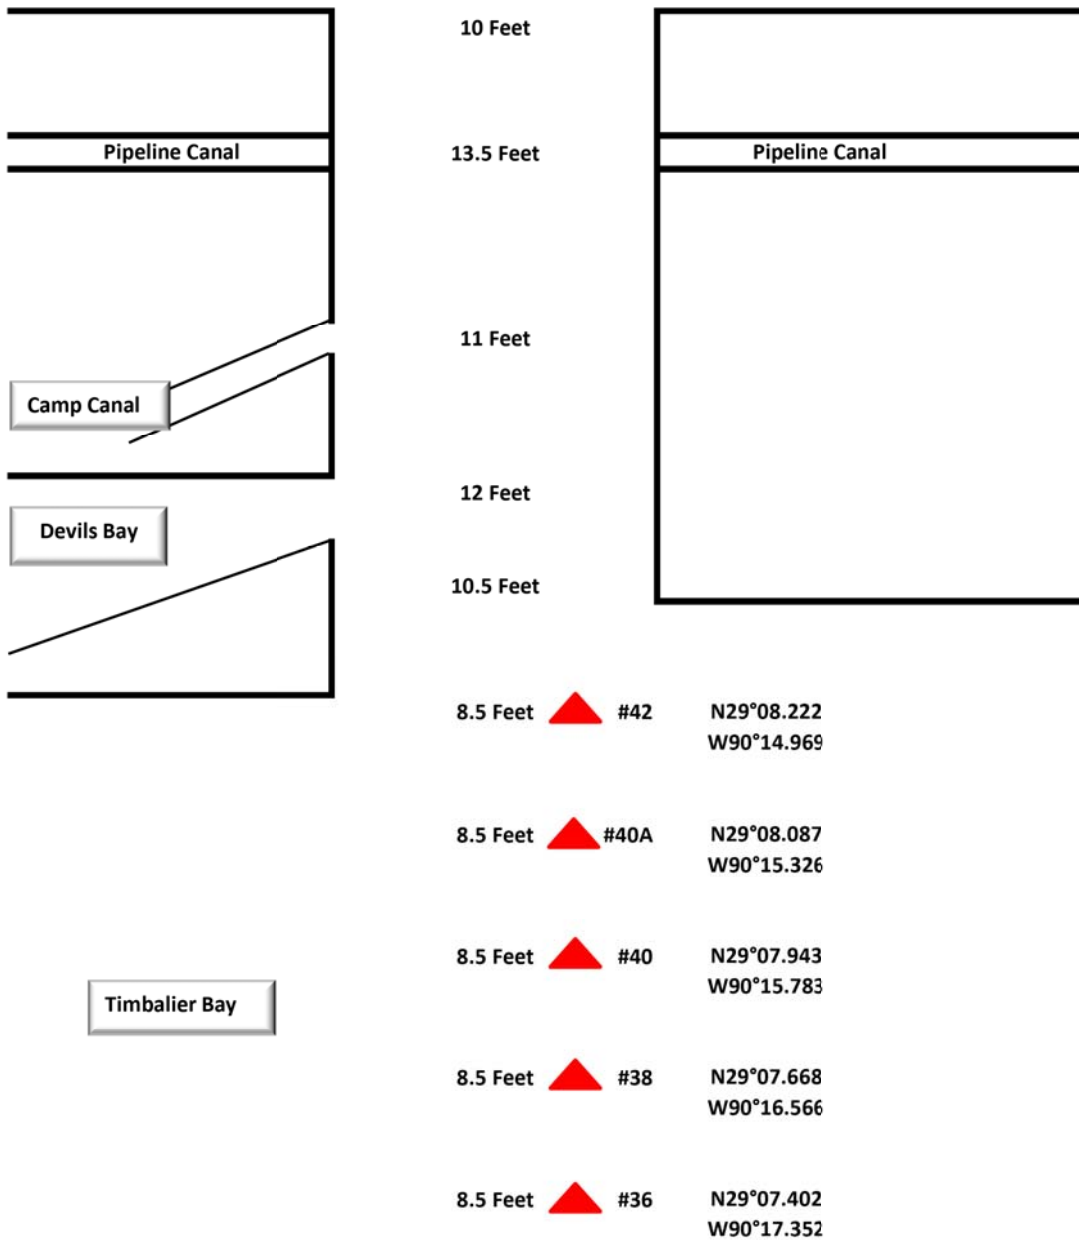 10 Feet
Pipeline Canal 13.5 Feet Pipeline Canal
11 Feet
Camp Canal
12 Feet
Devils Bay
10.5 Feet
8.5 Feet #42 N29°08.222
W90°14.969
8.5 Feet #40A N29°08.087
W90°15.326
8.5 Feet #40 N29°07.943
W90°15.783
Timbalier Bay
8.5 Feet #38 N29°07.668
W90°16.566
8.5 Feet #36 N29°07.402
W90°17.352